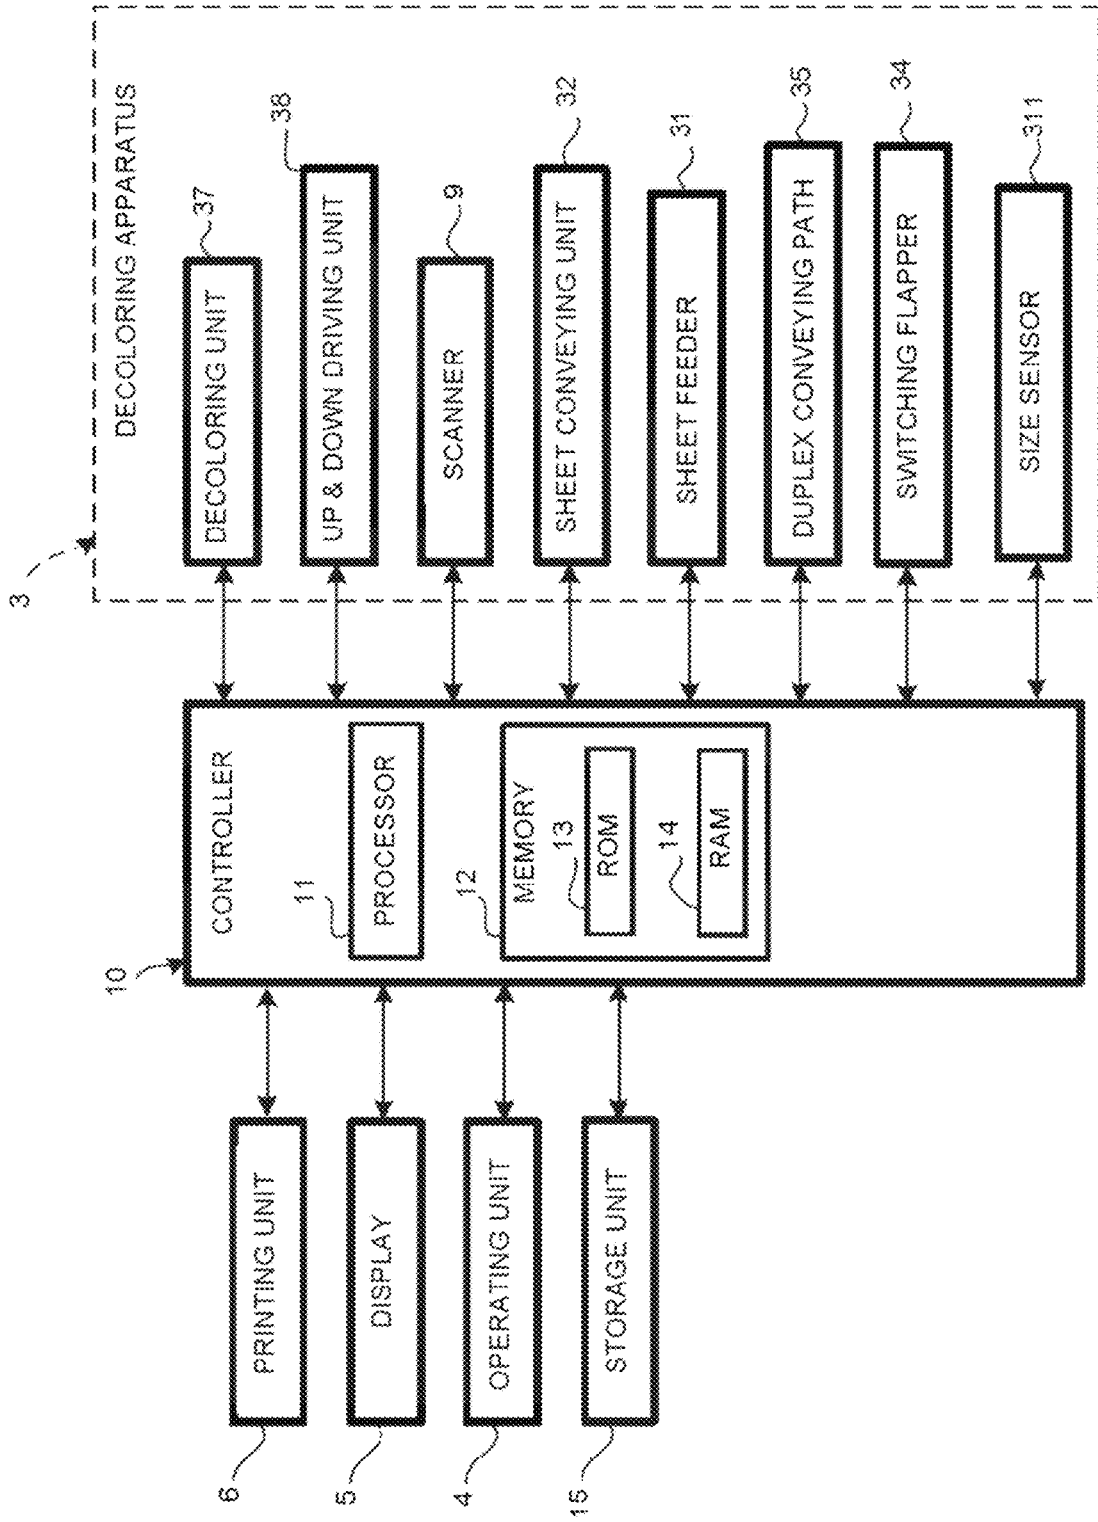 3
DECOLORING APPARATUS
DECOLORING UNIT
37
UP & DOWN DRIVING UNIT
38
SCANNER
9
SHEET CONVEYING UNIT
32
SHEET FEEDER
31
DUPLEX CONVEYING PATH
35
SWITCHING FLAPPER
34
SIZE SENSOR
311
10
CONTROLLER
11
PROCESSOR
12
MEMORY
13
ROM
14
RAM
6
PRINTING UNIT
5
DISPLAY
4
OPERATING UNIT
15
STORAGE UNIT